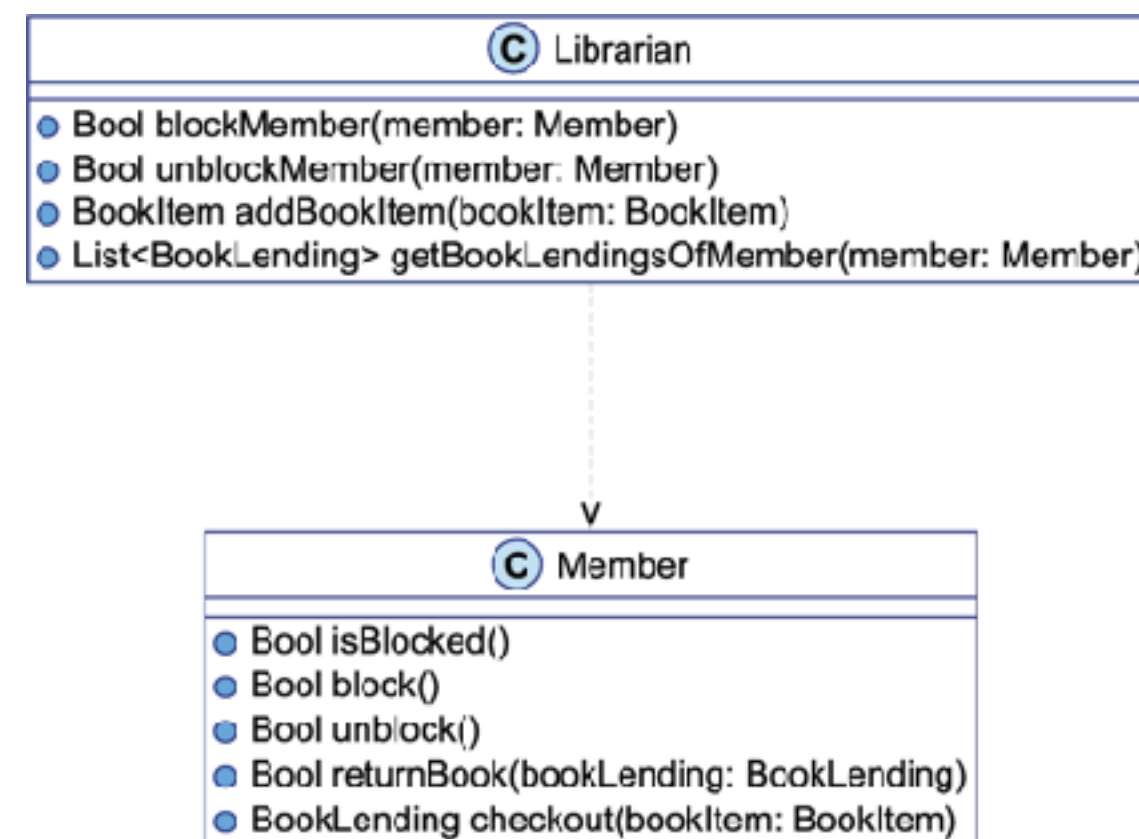 C Librarian
Bool blockMember(member: Member)
Bool unblockMember(member: Member)
BookItem addBookItem(bookItem: BookItem)
List<BookLending> getBookLendingsOfMember(member: Member)
C Member
Bool isBlocked()
Bool block()
Bool unblock()
Bool returnBook(bookLending: BookLending)
BookLending checkout(bookItem: BookItem)